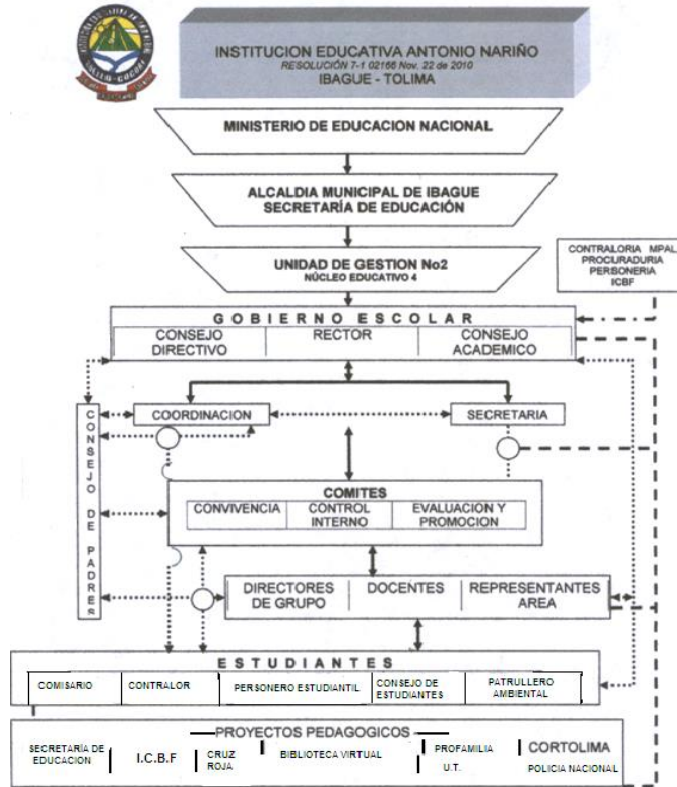 INSTITUCION EDUCATIVA ANTONIO NARIÑO
RESOLUCIÓN 7-1 02166 Nov. 22 de 2010
IBAGUE - TOLIMA
MINISTERIO DE EDUCACION NACIONAL
ALCALDIA MUNICIPAL DE IBAGUE
SECRETARÍA DE EDUCACIÓN
UNIDAD DE GESTION No2
NÚCLEO EDUCATIVO 4
CONTRALORIA MPAL
PROCURADURIA
PERSONERIA
ICBF
GOBIERNO ESCOLAR
CONSEJO DIRECTIVO
RECTOR
CONSEJO ACADEMICO
CONSEJO DE PADRES
COORDINACION
SECRETARIA
COMITES
CONVIVENCIA
CONTROL INTERNO
EVALUACION Y PROMOCION
DIRECTORES DE GRUPO
DOCENTES
REPRESENTANTES AREA
ESTUDIANTES
COMISARIO
CONTRALOR
PERSONERO ESTUDIANTIL
CONSEJO DE ESTUDIANTES
PATRULLERO AMBIENTAL
PROYECTOS PEDAGOGICOS
SECRETARÍA DE EDUCACION
I.C.B.F
CRUZ ROJA
BIBLIOTECA VIRTUAL
PROFAMILIA
U.T.
CORTOLIMA
POLICIA NACIONAL